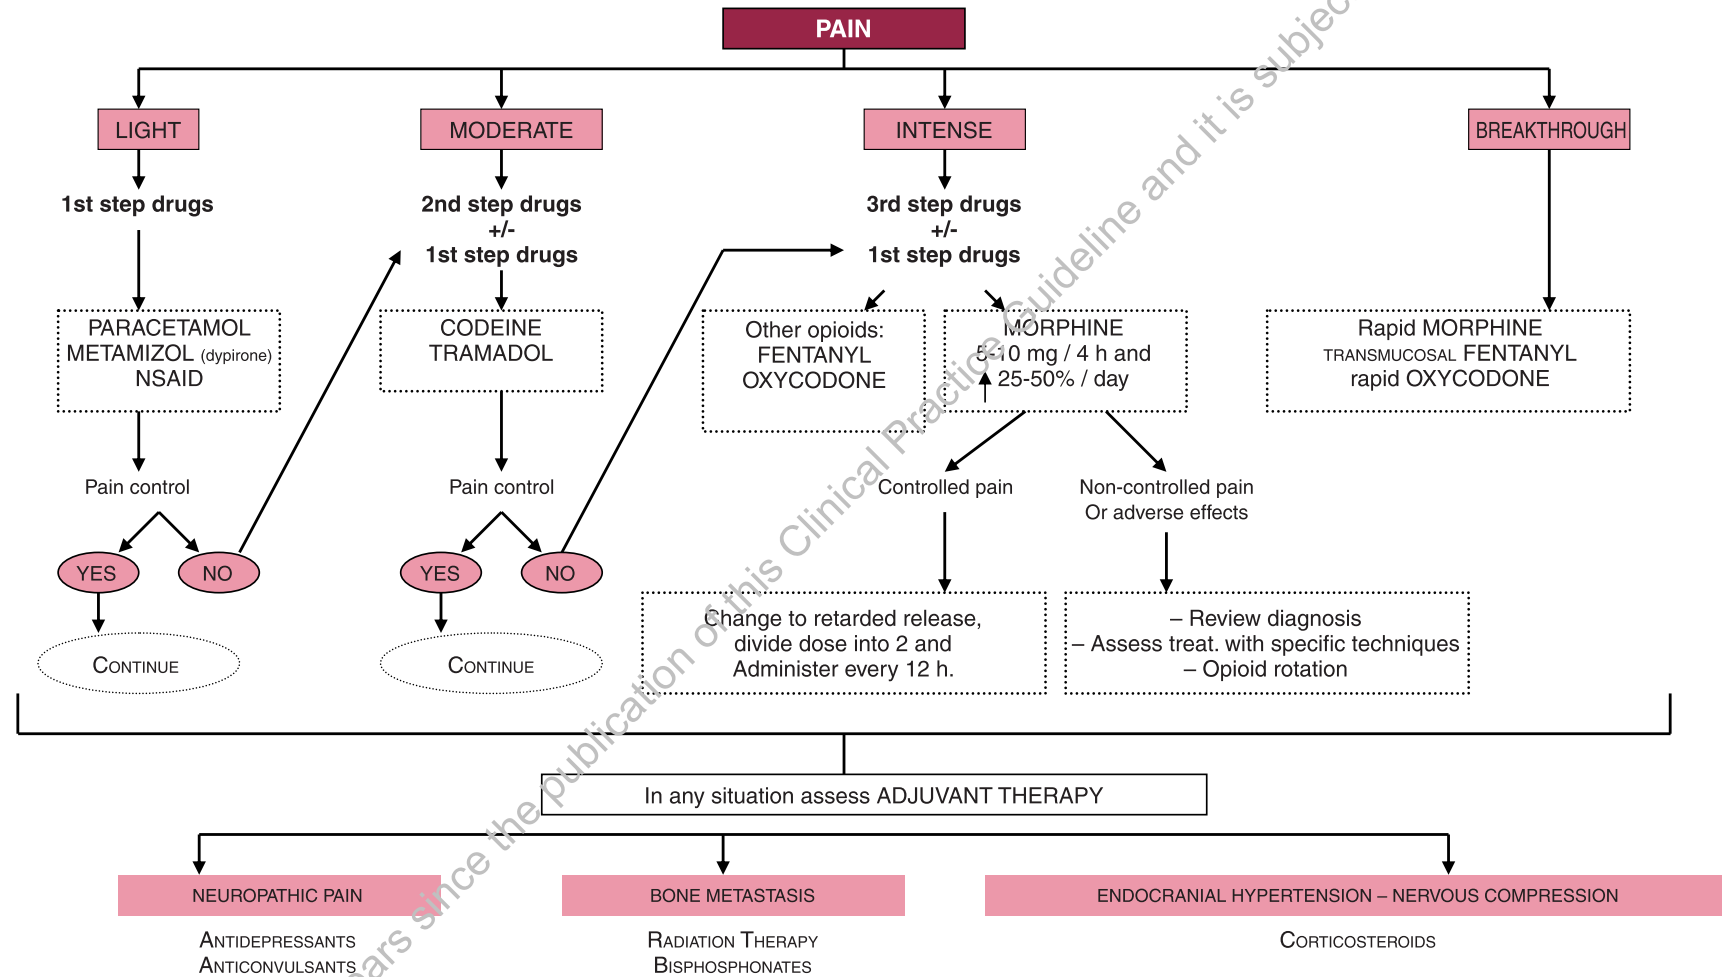 PAIN
LIGHT
MODERATE
INTENSE
BREAKTHROUGH
1st step drugs
2nd step drugs
+/-
1st step drugs
3rd step drugs
+/-
1st step drugs
PARACETAMOL
METAMIZOL (dypirone)
NSAID
CODEINE
TRAMADOL
Other opioids:
FENTANYL
OXYCODONE
MORPHINE
5-10 mg / 4 h and
↑ 25-50% / day
Rapid MORPHINE
TRANSMUCOSAL FENTANYL
rapid OXYCODONE
Pain control
Pain control
Controlled pain
Non-controlled pain
Or adverse effects
YES
NO
YES
NO
CONTINUE
CONTINUE
Change to retarded release,
divide dose into 2 and
Administer every 12 h.
– Review diagnosis
– Assess treat. with specific techniques
– Opioid rotation
In any situation assess ADJUVANT THERAPY
NEUROPATHIC PAIN
BONE METASTASIS
ENDOCRANIAL HYPERTENSION – NERVOUS COMPRESSION
ANTIDEPRESSANTS
ANTICONVULSANTS
RADIATION THERAPY
BISPHOSPHONATES
CORTICOSTEROIDS
since the publication of this Clinical Practice Guideline and it is